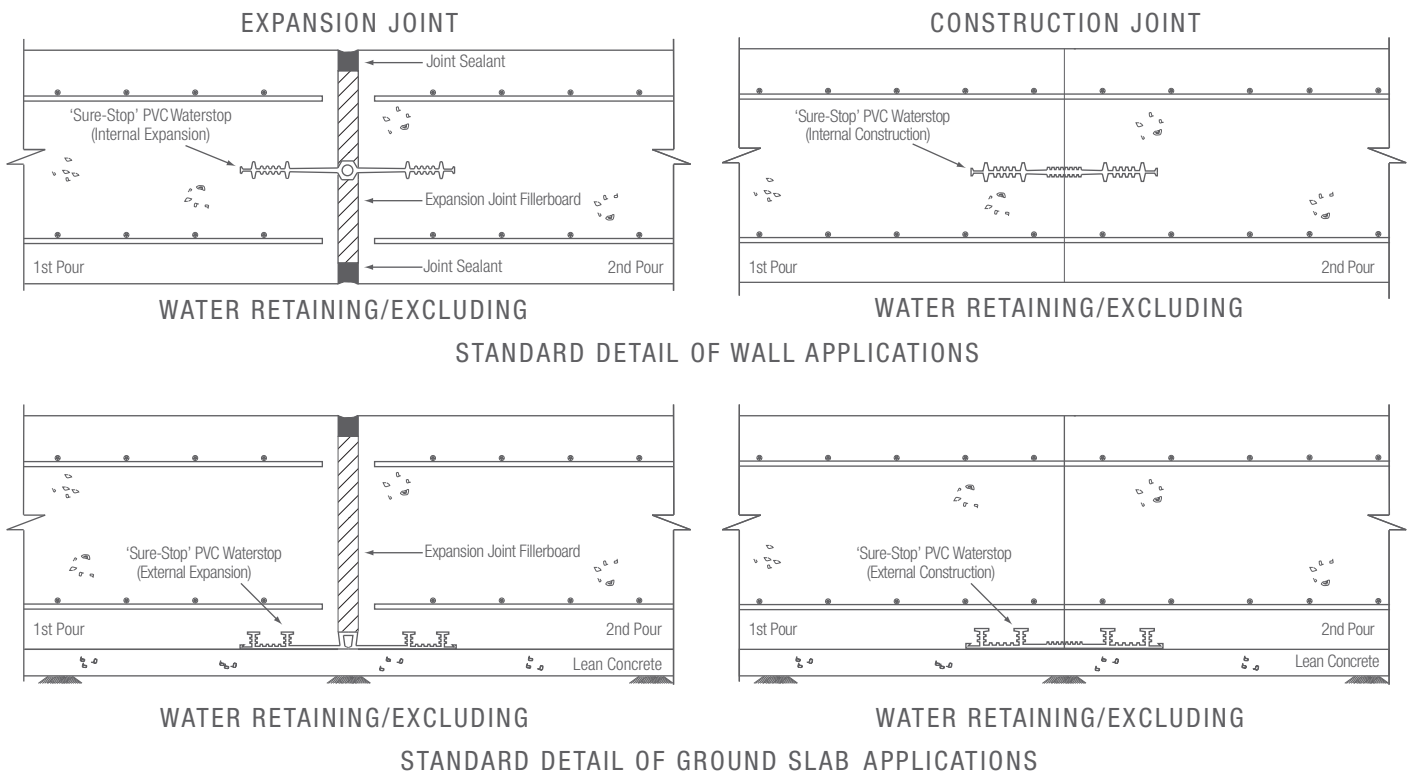 EXPANSION JOINT
CONSTRUCTION JOINT
Joint Sealant
'Sure-Stop' PVC Waterstop
(Internal Expansion)
Expansion Joint Fillerboard
1st Pour
Joint Sealant
2nd Pour
WATER RETAINING/EXCLUDING
'Sure-Stop' PVC Waterstop
(Internal Construction)
1st Pour
2nd Pour
WATER RETAINING/EXCLUDING
STANDARD DETAIL OF WALL APPLICATIONS
'Sure-Stop' PVC Waterstop
(External Expansion)
Expansion Joint Fillerboard
1st Pour
2nd Pour
Lean Concrete
WATER RETAINING/EXCLUDING
'Sure-Stop' PVC Waterstop
(External Construction)
1st Pour
2nd Pour
Lean Concrete
WATER RETAINING/EXCLUDING
STANDARD DETAIL OF GROUND SLAB APPLICATIONS